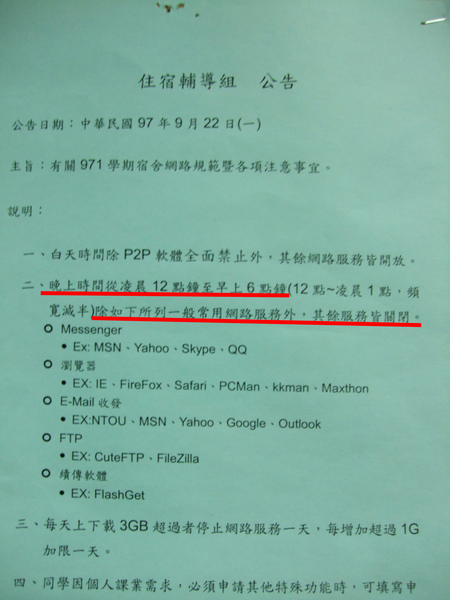 住宿輔導組 公告
公告日期：中華民國 97 年 9 月 22 日(一)
主旨：有關 971 學期宿舍網路規範暨各項注意事宜。
說明：
一、白天時間除 P2P 軟體全面禁止外，其餘網路服務皆開放。
二、晚上時間從凌晨 12 點鐘至早上 6 點鐘(12 點~凌晨 1 點，頻
寬減半)除如下所列一般常用網路服務外，其餘服務皆關閉。
Messenger
• Ex: MSN、Yahoo、Skype、QQ
瀏覽器
• EX: IE、FireFox、Safari、PCMan、kkman、Maxthon
E-Mail 收發
• EX:NTOU、MSN、Yahoo、Google、Outlook
FTP
• EX: CuteFTP、FileZilla
續傳軟體
• EX: FlashGet
三、每天上下載 3GB 超過者停止網路服務一天，每增加超過 1G
加限一天。
四、同學因個人課業需求，必須申請其他特殊功能時，可填寫申